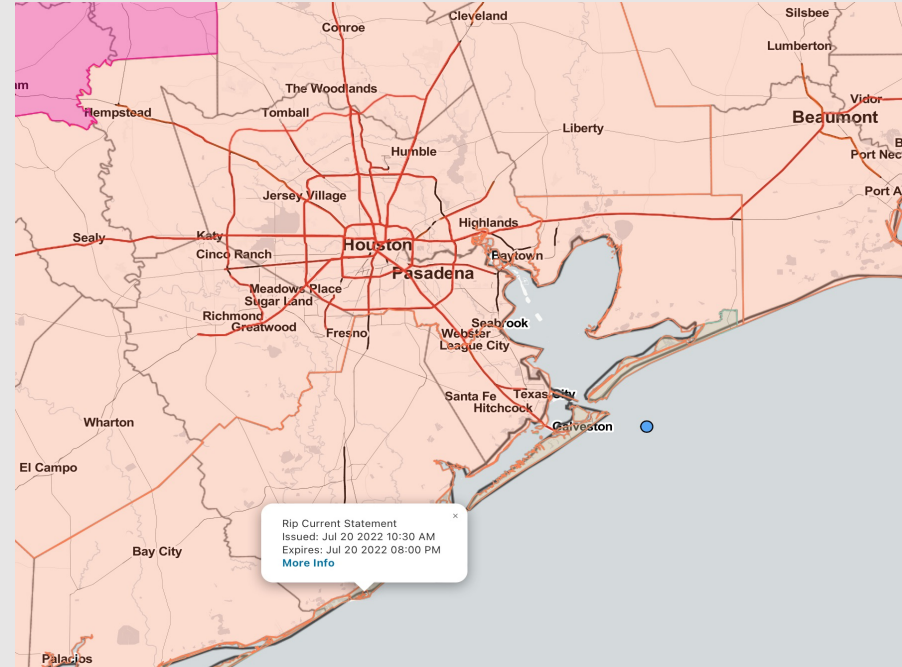 Cleveland
Silsbee
Conroe
Lumberton
The Woodlands
Hempstead
Tomball
Vidor
Beaumont
Liberty
Humble
Jersey Village
Highlands
Sealy
Katy
Houston
Cinco Ranch
Baytown
Pasadena
Meadows Place
Sugar Land
Richmond
Greatwood
Seabrook
Fresno
Webster
League City
Santa Fe
Texas City
Hitchcock
Wharton
Galveston
El Campo
×
Rip Current Statement
Issued: Jul 20 2022 10:30 AM
Expires: Jul 20 2022 08:00 PM
More Info
Bay City
Palacios